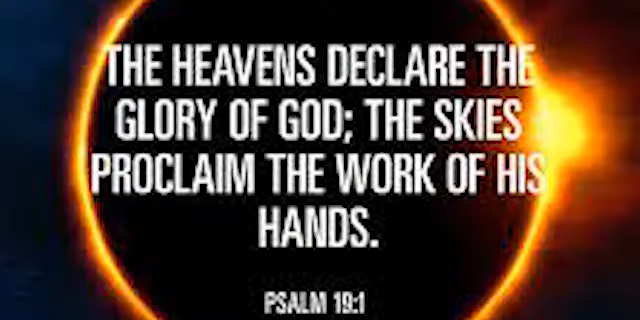 THE HEAVENS DECLARE THE
GLORY OF GOD; THE SKIES
PROCLAIM THE WORK OF HIS
HANDS.
PSALM 19:1